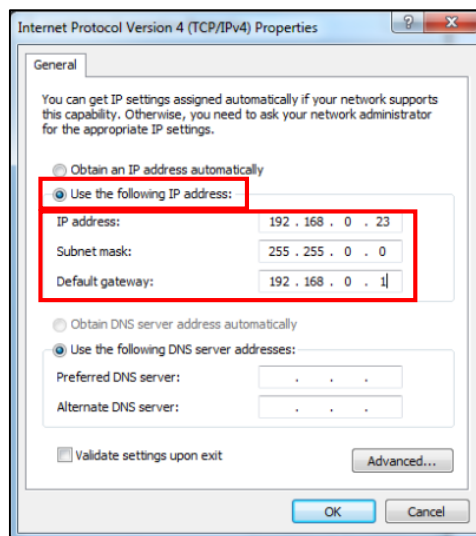 Internet Protocol Version 4 (TCP/IPv4) Properties
General
You can get IP settings assigned automatically if your network supports
this capability. Otherwise, you need to ask your network administrator
for the appropriate IP settings.
Obtain an IP address automatically
Use the following IP address:
IP address: 192 . 168 . 0 . 23
Subnet mask: 255 . 255 . 0 . 0
Default gateway: 192 . 168 . 0 . 1
Obtain DNS server address automatically
Use the following DNS server addresses:
Preferred DNS server: . . .
Alternate DNS server: . . .
Validate settings upon exit
Advanced...
OK Cancel